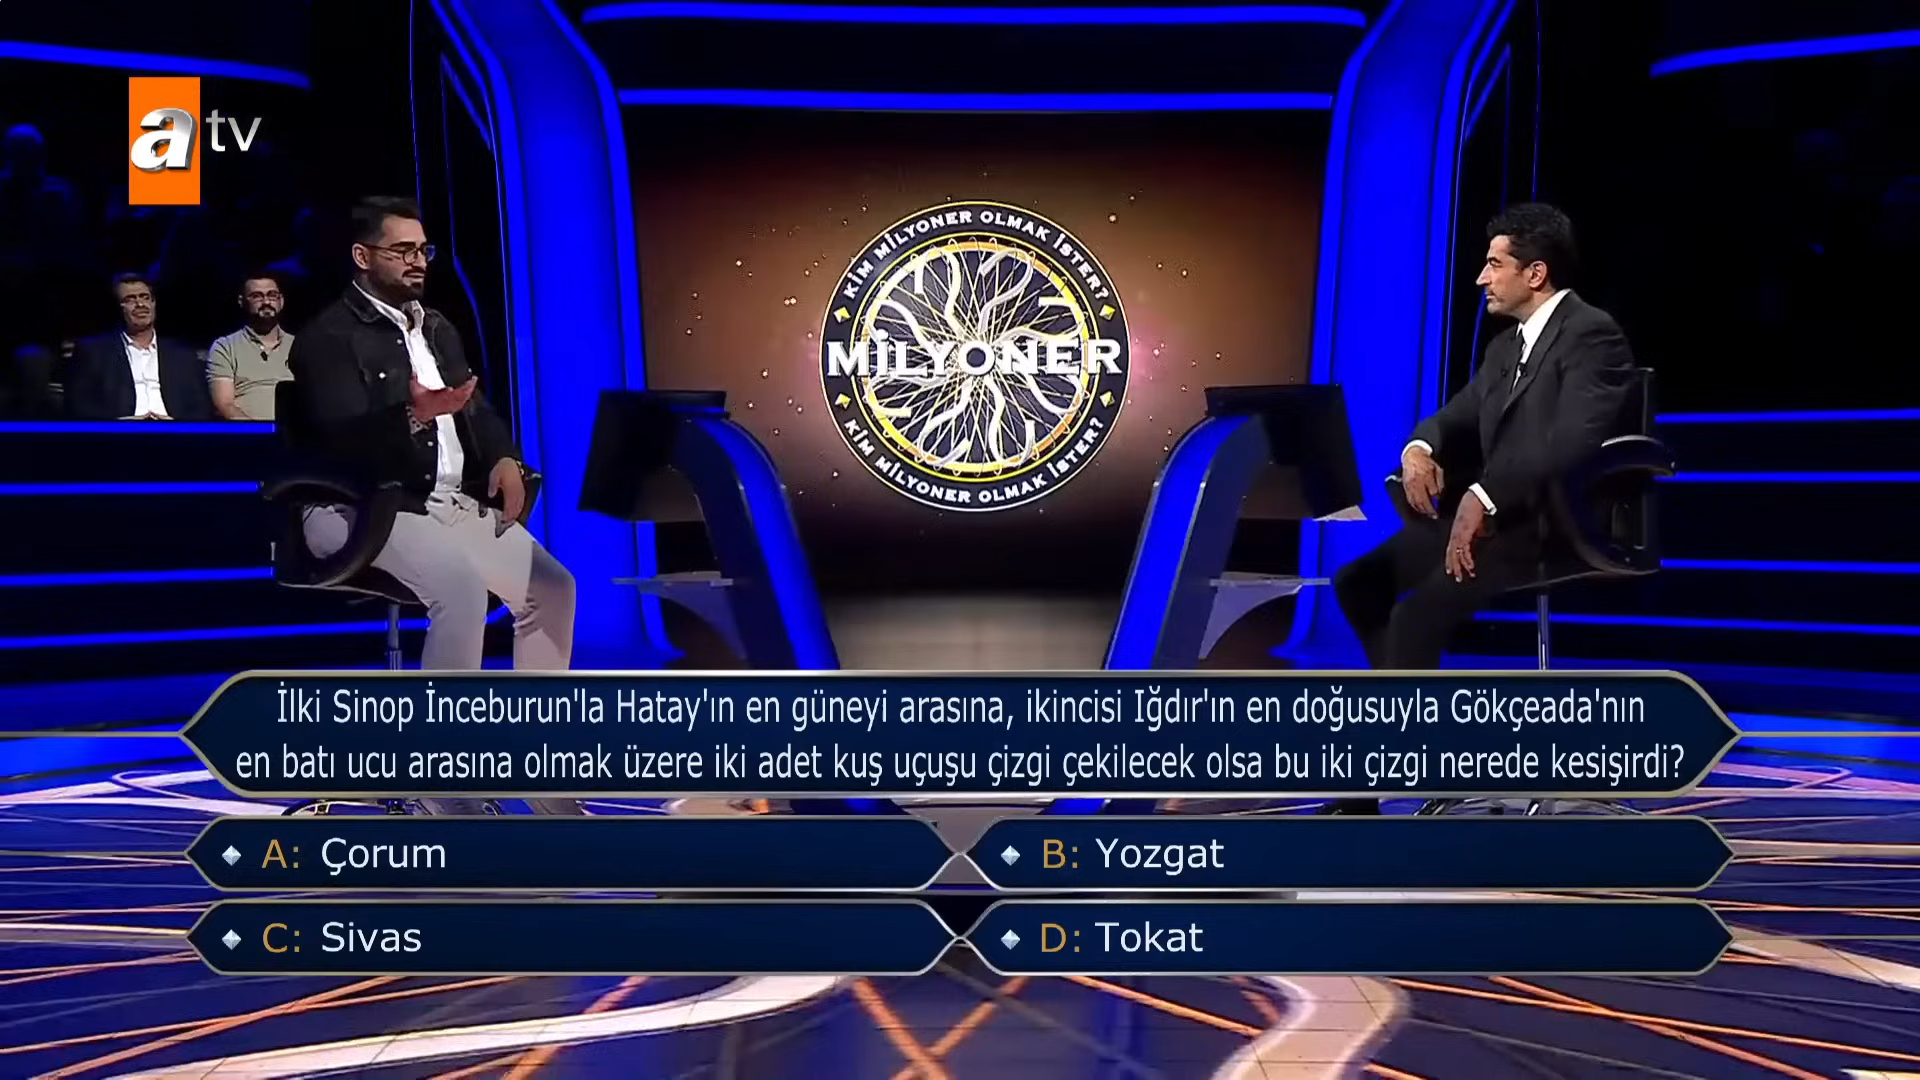 a tv
KİM MİLYONER OLMAK İSTER?
MİLYONER
KİM MİLYONER OLMAK İSTER?
İlki Sinop İnceburun'la Hatay'ın en güneyi arasına, ikincisi Iğdır'ın en doğusuyla Gökçeada'nın
en batı ucu arasına olmak üzere iki adet kuş uçuşu çizgi çekilecek olsa bu iki çizgi nerede kesişirdi?
A: Çorum
B: Yozgat
C: Sivas
D: Tokat